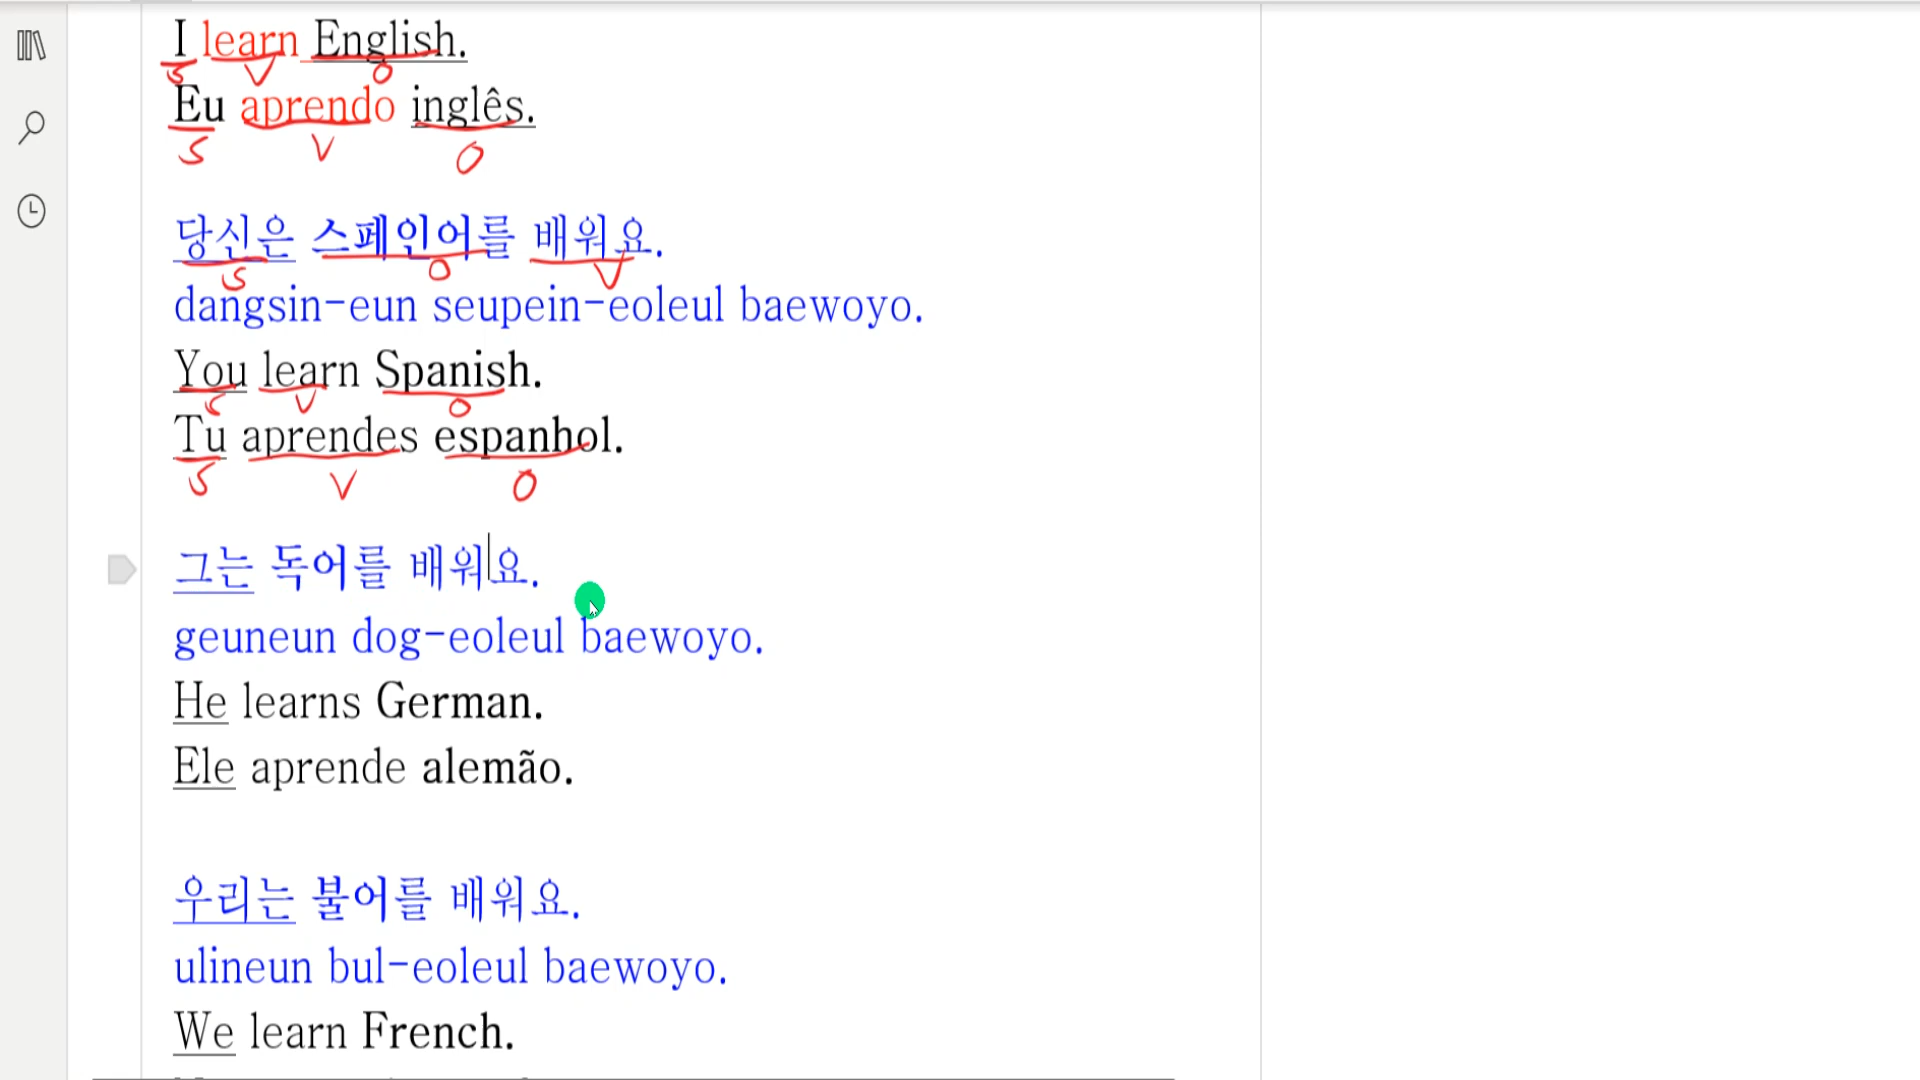 I learn English.
S V O
Eu aprendo inglês.
S V O
당신은 스페인어를 배워요.
S O V
dangsin-eun seupein-eoleul baewoyo.
You learn Spanish.
S V O
Tu aprendes espanhol.
S V O
그는 독어를 배워요.
geuneun dog-eoleul baewoyo.
He learns German.
Ele aprende alemão.
우리는 불어를 배워요.
ulineun bul-eoleul baewoyo.
We learn French.